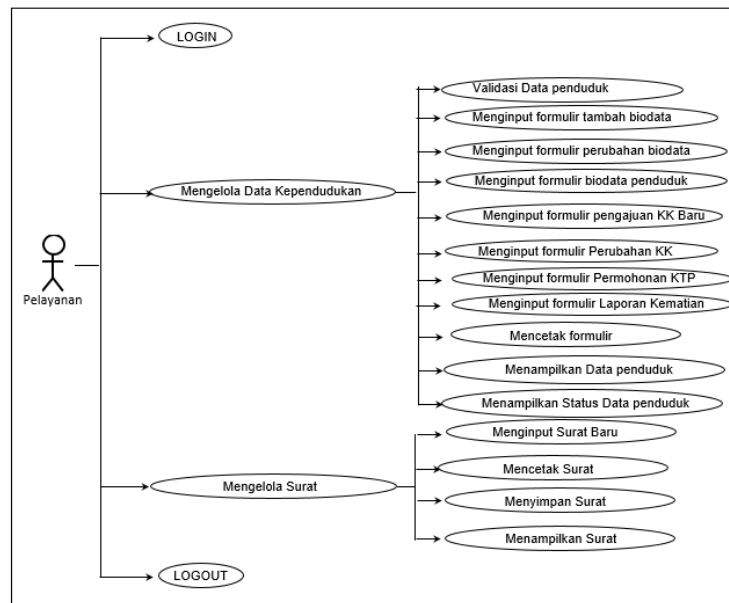 LOGIN
Validasi Data penduduk
Menginput formulir tambah biodata
Menginput formulir perubahan biodata
Mengelola Data Kependudukan
Menginput formulir biodata penduduk
Menginput formulir pengajuan KK Baru
Menginput formulir Perubahan KK
Menginput formulir Permohonan KTP
Pelayanan
Menginput formulir Laporan Kematian
Mencetak formulir
Menampilkan Data penduduk
Menampilkan Status Data penduduk
Menginput Surat Baru
Mencetak Surat
Mengelola Surat
Menyimpan Surat
Menampilkan Surat
LOGOUT